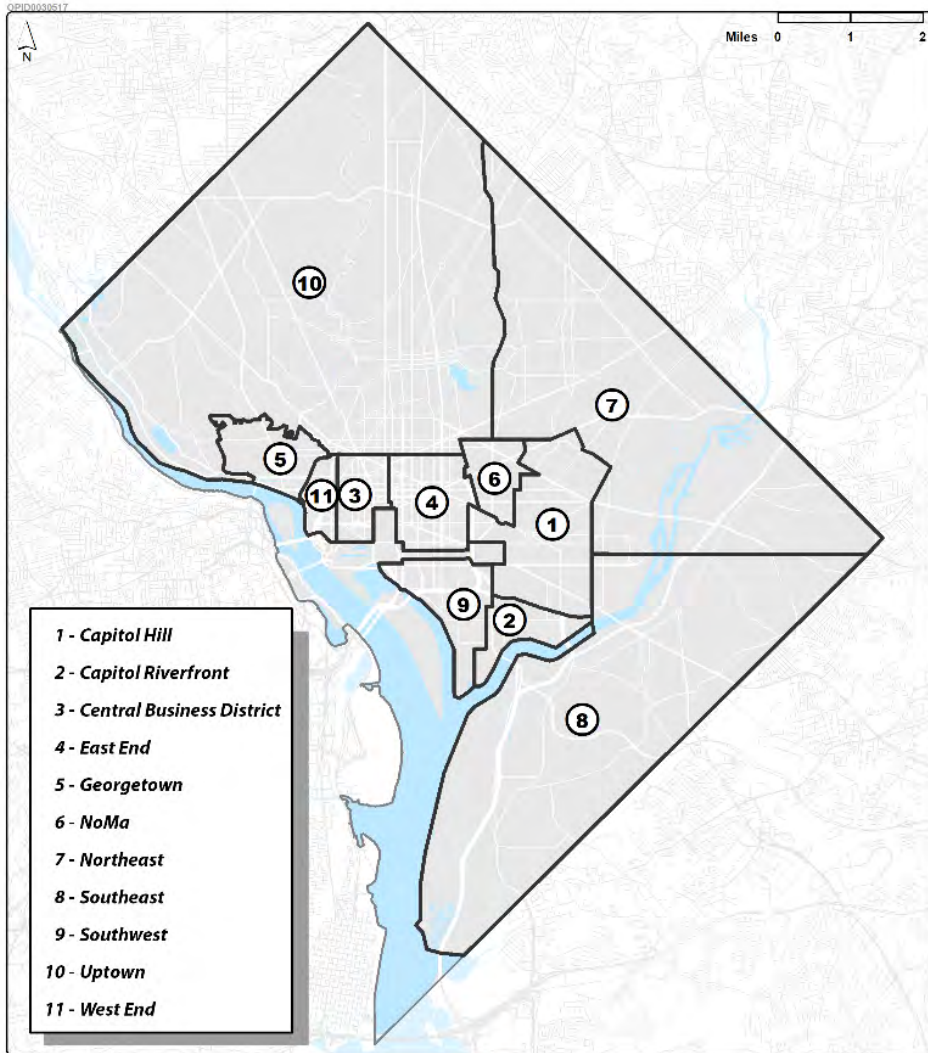 OPID0030517
N
Miles 0 1 2
10
7
5
6
11
3
4
1
9
2
8
1 - Capitol Hill
2 - Capitol Riverfront
3 - Central Business District
4 - East End
5 - Georgetown
6 - NoMa
7 - Northeast
8 - Southeast
9 - Southwest
10 - Uptown
11 - West End